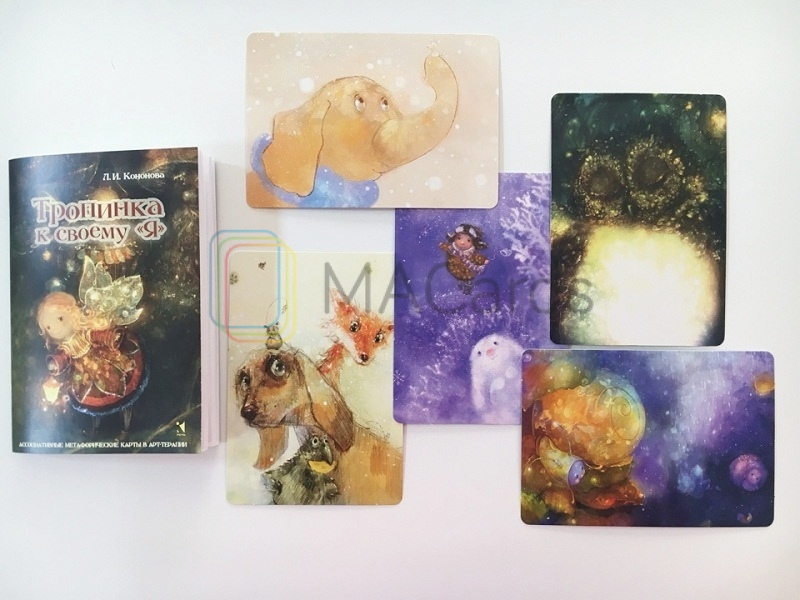 Л. И. Кононова
Тропинка
к своему «Я»
АССОЦИАТИВНЫЕ МЕТАФОРИЧЕСКИЕ КАРТЫ В АРТ-ТЕРАПИИ
MACards